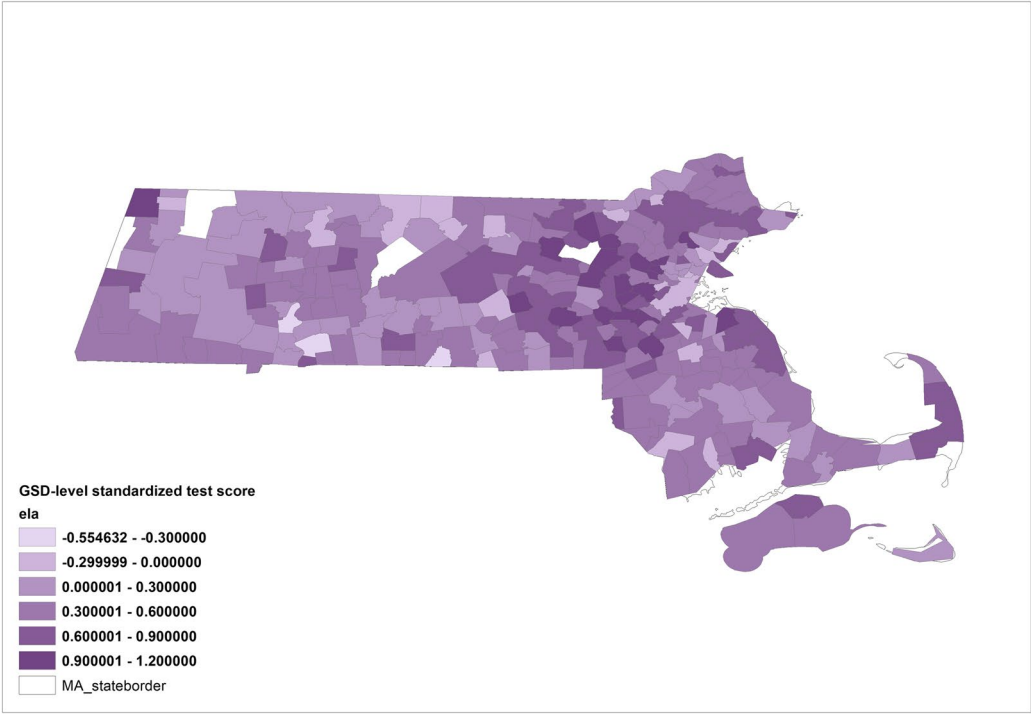 GSD-level standardized test score
ela
-0.554632 - -0.300000
-0.299999 - 0.000000
0.000001 - 0.300000
0.300001 - 0.600000
0.600001 - 0.900000
0.900001 - 1.200000
MA_stateborder